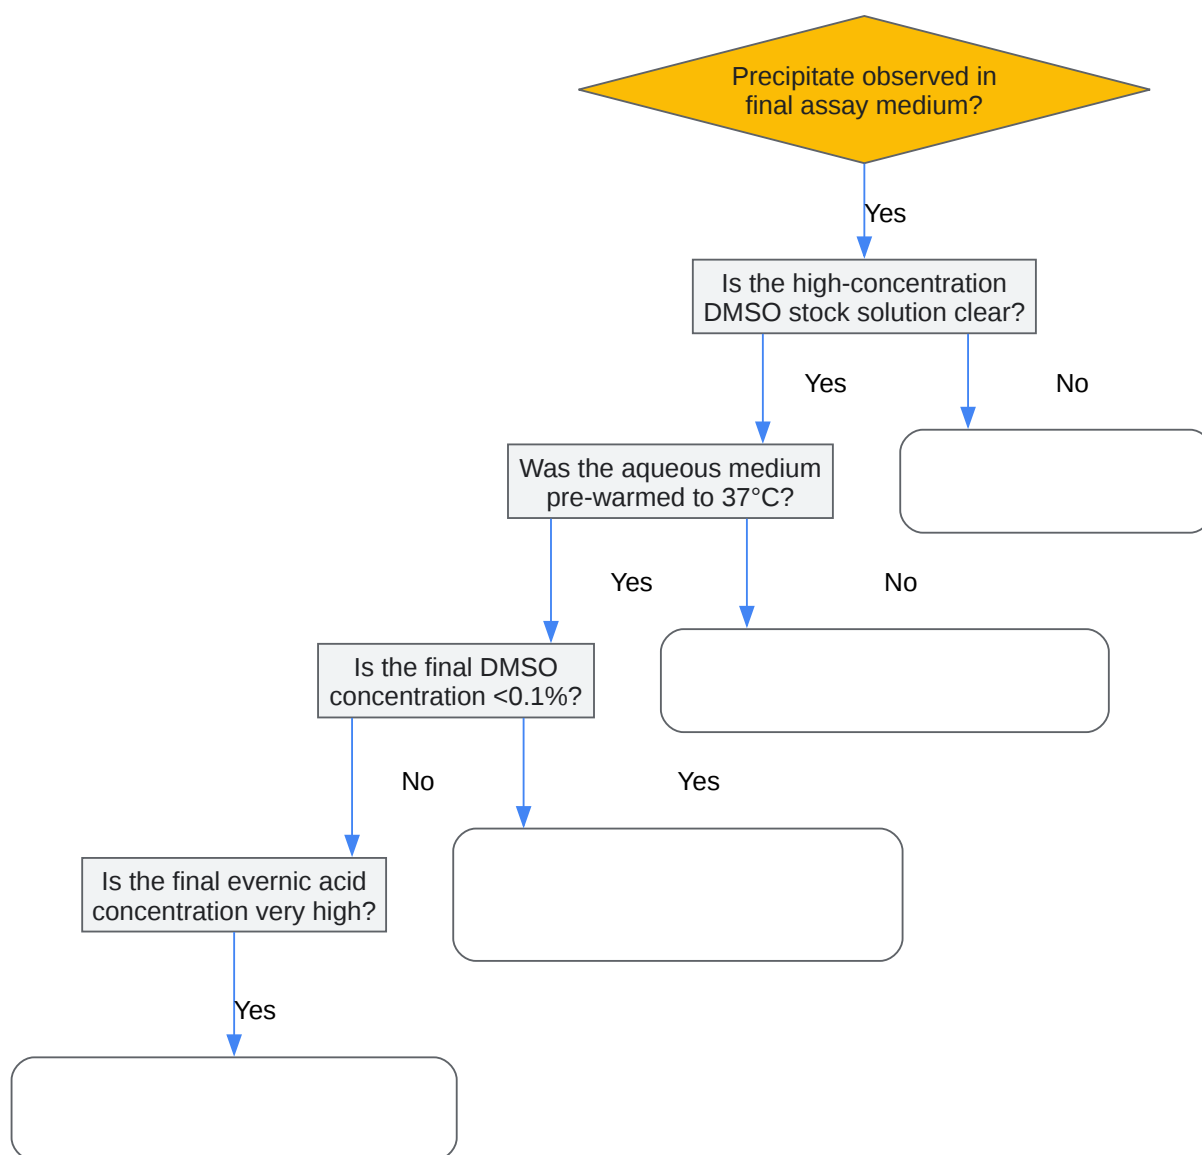 Precipitate observed in
final assay medium?
Yes
Is the high-concentration
DMSO stock solution clear?
Yes
No
Was the aqueous medium
pre-warmed to 37°C?
Yes
No
Is the final DMSO
concentration <0.1%?
No
Yes
Is the final evernic acid
concentration very high?
Yes